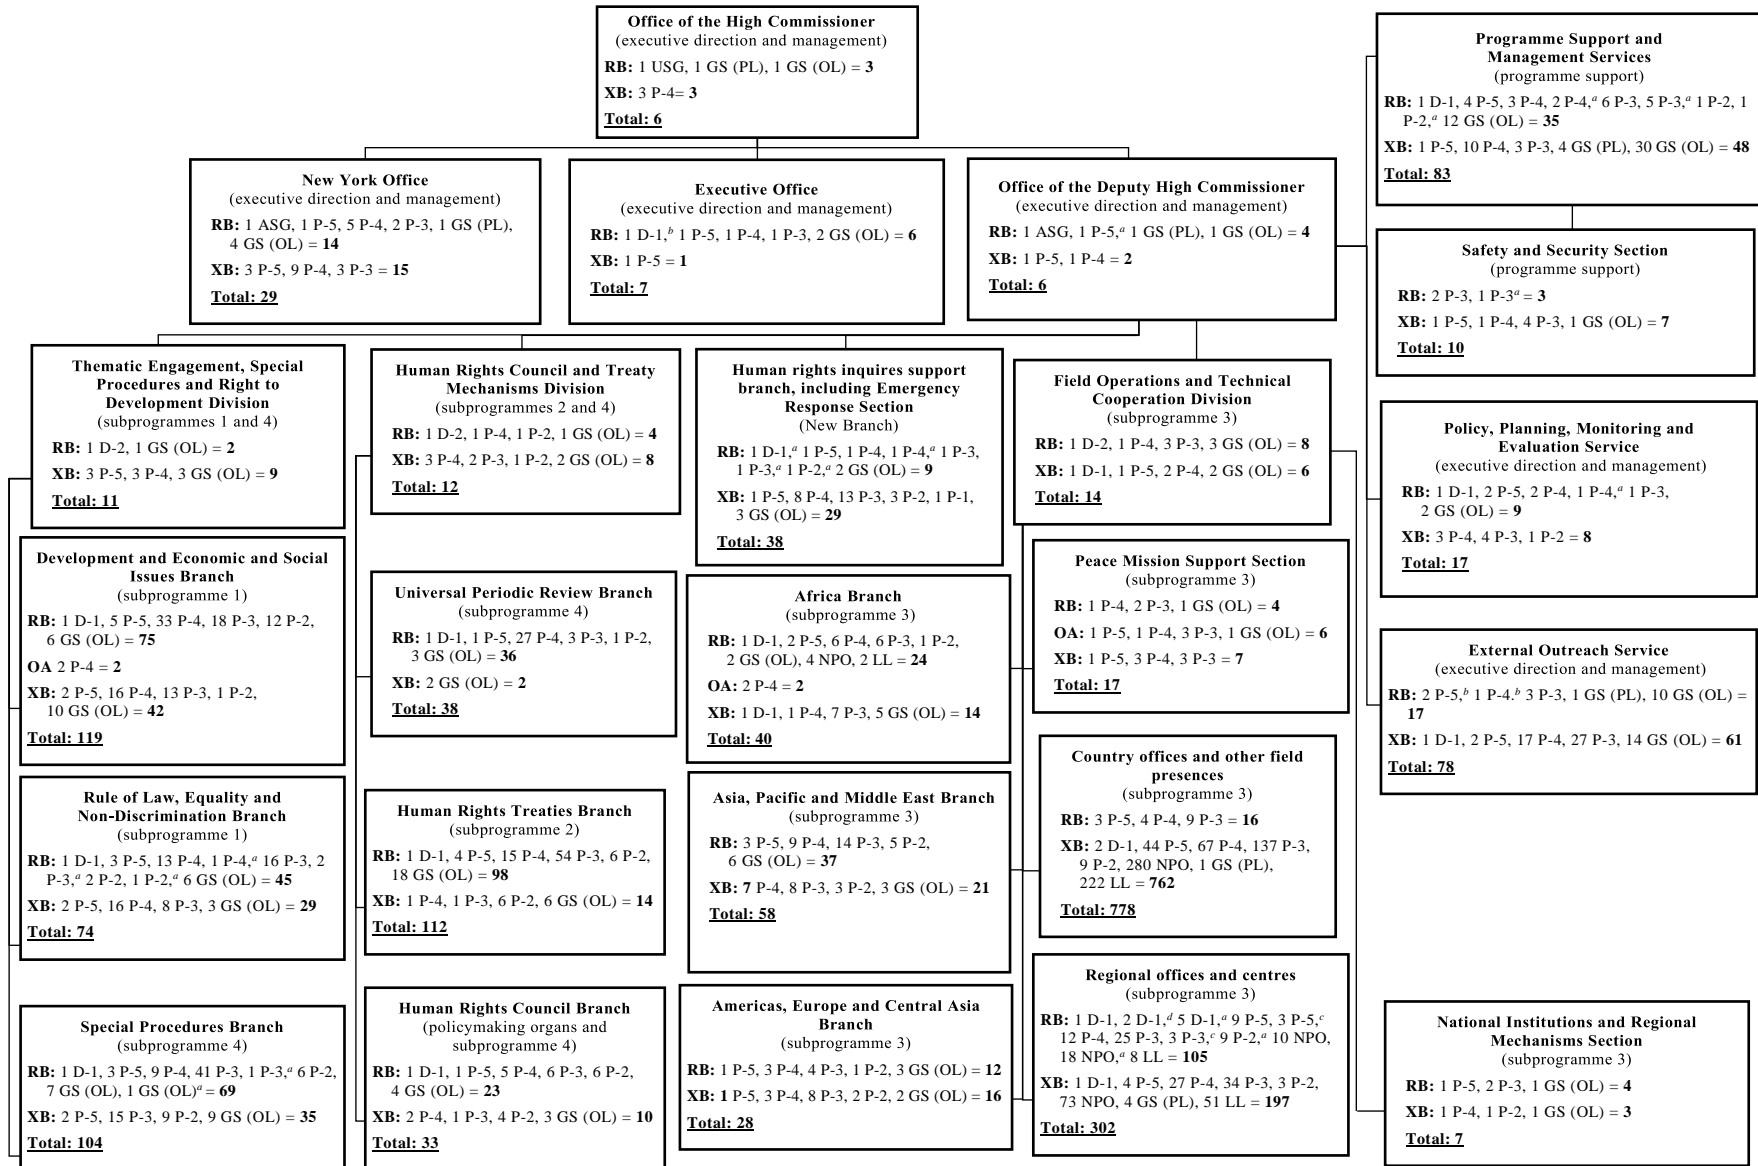 Office of the High Commissioner
(executive direction and management)
RB: 1 USG, 1 GS (PL), 1 GS (OL) = 3
XB: 3 P-4= 3
Total: 6
Programme Support and
Management Services
(programme support)
RB: 1 D-1, 4 P-5, 3 P-4, 2 P-4,a 6 P-3, 5 P-3,a 1 P-2, 1
P-2,a 12 GS (OL) = 35
XB: 1 P-5, 10 P-4, 3 P-3, 4 GS (PL), 30 GS (OL) = 48
Total: 83
New York Office
(executive direction and management)
RB: 1 ASG, 1 P-5, 5 P-4, 2 P-3, 1 GS (PL),
4 GS (OL) = 14
XB: 3 P-5, 9 P-4, 3 P-3 = 15
Total: 29
Executive Office
(executive direction and management)
RB: 1 D-1,b 1 P-5, 1 P-4, 1 P-3, 2 GS (OL) = 6
XB: 1 P-5 = 1
Total: 7
Office of the Deputy High Commissioner
(executive direction and management)
RB: 1 ASG, 1 P-5,a 1 GS (PL), 1 GS (OL) = 4
XB: 1 P-5, 1 P-4 = 2
Total: 6
Safety and Security Section
(programme support)
RB: 2 P-3, 1 P-3a = 3
XB: 1 P-5, 1 P-4, 4 P-3, 1 GS (OL) = 7
Total: 10
Thematic Engagement, Special
Procedures and Right to
Development Division
(subprogrammes 1 and 4)
RB: 1 D-2, 1 GS (OL) = 2
XB: 3 P-5, 3 P-4, 3 GS (OL) = 9
Total: 11
Human Rights Council and Treaty
Mechanisms Division
(subprogrammes 2 and 4)
RB: 1 D-2, 1 P-4, 1 P-2, 1 GS (OL) = 4
XB: 3 P-4, 2 P-3, 1 P-2, 2 GS (OL) = 8
Total: 12
Human rights inquires support
branch, including Emergency
Response Section
(New Branch)
RB: 1 D-1,a 1 P-5, 1 P-4, 1 P-4,a 1 P-3,
1 P-3,a 1 P-2,a 2 GS (OL) = 9
XB: 1 P-5, 8 P-4, 13 P-3, 3 P-2, 1 P-1,
3 GS (OL) = 29
Total: 38
Field Operations and Technical
Cooperation Division
(subprogramme 3)
RB: 1 D-2, 1 P-4, 3 P-3, 3 GS (OL) = 8
XB: 1 D-1, 1 P-5, 2 P-4, 2 GS (OL) = 6
Total: 14
Policy, Planning, Monitoring and
Evaluation Service
(executive direction and management)
RB: 1 D-1, 2 P-5, 2 P-4, 1 P-4,a 1 P-3,
2 GS (OL) = 9
XB: 3 P-4, 4 P-3, 1 P-2 = 8
Total: 17
Development and Economic and Social
Issues Branch
(subprogramme 1)
RB: 1 D-1, 5 P-5, 33 P-4, 18 P-3, 12 P-2,
6 GS (OL) = 75
OA 2 P-4 = 2
XB: 2 P-5, 16 P-4, 13 P-3, 1 P-2,
10 GS (OL) = 42
Total: 119
Universal Periodic Review Branch
(subprogramme 4)
RB: 1 D-1, 1 P-5, 27 P-4, 3 P-3, 1 P-2,
3 GS (OL) = 36
XB: 2 GS (OL) = 2
Total: 38
Africa Branch
(subprogramme 3)
RB: 1 D-1, 2 P-5, 6 P-4, 6 P-3, 1 P-2,
2 GS (OL), 4 NPO, 2 LL = 24
OA: 2 P-4 = 2
XB: 1 D-1, 1 P-4, 7 P-3, 5 GS (OL) = 14
Total: 40
Peace Mission Support Section
(subprogramme 3)
RB: 1 P-4, 2 P-3, 1 GS (OL) = 4
OA: 1 P-5, 1 P-4, 3 P-3, 1 GS (OL) = 6
XB: 1 P-5, 3 P-4, 3 P-3 = 7
Total: 17
External Outreach Service
(executive direction and management)
RB: 2 P-5,b 1 P-4.b 3 P-3, 1 GS (PL), 10 GS (OL) =
17
XB: 1 D-1, 2 P-5, 17 P-4, 27 P-3, 14 GS (OL) = 61
Total: 78
Rule of Law, Equality and
Non-Discrimination Branch
(subprogramme 1)
RB: 1 D-1, 3 P-5, 13 P-4, 1 P-4,a 16 P-3, 2
P-3,a 2 P-2, 1 P-2,a 6 GS (OL) = 45
XB: 2 P-5, 16 P-4, 8 P-3, 3 GS (OL) = 29
Total: 74
Human Rights Treaties Branch
(subprogramme 2)
RB: 1 D-1, 4 P-5, 15 P-4, 54 P-3, 6 P-2,
18 GS (OL) = 98
XB: 1 P-4, 1 P-3, 6 P-2, 6 GS (OL) = 14
Total: 112
Asia, Pacific and Middle East Branch
(subprogramme 3)
RB: 3 P-5, 9 P-4, 14 P-3, 5 P-2,
6 GS (OL) = 37
XB: 7 P-4, 8 P-3, 3 P-2, 3 GS (OL) = 21
Total: 58
Country offices and other field
presences
(subprogramme 3)
RB: 3 P-5, 4 P-4, 9 P-3 = 16
XB: 2 D-1, 44 P-5, 67 P-4, 137 P-3,
9 P-2, 280 NPO, 1 GS (PL),
222 LL = 762
Total: 778
Special Procedures Branch
(subprogramme 4)
RB: 1 D-1, 3 P-5, 9 P-4, 41 P-3, 1 P-3,a 6 P-2,
7 GS (OL), 1 GS (OL)a = 69
XB: 2 P-5, 15 P-3, 9 P-2, 9 GS (OL) = 35
Total: 104
Human Rights Council Branch
(policymaking organs and
subprogramme 4)
RB: 1 D-1, 1 P-5, 5 P-4, 6 P-3, 6 P-2,
4 GS (OL) = 23
XB: 2 P-4, 1 P-3, 4 P-2, 3 GS (OL) = 10
Total: 33
Americas, Europe and Central Asia
Branch
(subprogramme 3)
RB: 1 P-5, 3 P-4, 4 P-3, 1 P-2, 3 GS (OL) = 12
XB: 1 P-5, 3 P-4, 8 P-3, 2 P-2, 2 GS (OL) = 16
Total: 28
Regional offices and centres
(subprogramme 3)
RB: 1 D-1, 2 D-1,d 5 D-1,a 9 P-5, 3 P-5,c
12 P-4, 25 P-3, 3 P-3,c 9 P-2,a 10 NPO,
18 NPO,a 8 LL = 105
XB: 1 D-1, 4 P-5, 27 P-4, 34 P-3, 3 P-2,
73 NPO, 4 GS (PL), 51 LL = 197
Total: 302
National Institutions and Regional
Mechanisms Section
(subprogramme 3)
RB: 1 P-5, 2 P-3, 1 GS (OL) = 4
XB: 1 P-4, 1 P-2, 1 GS (OL) = 3
Total: 7